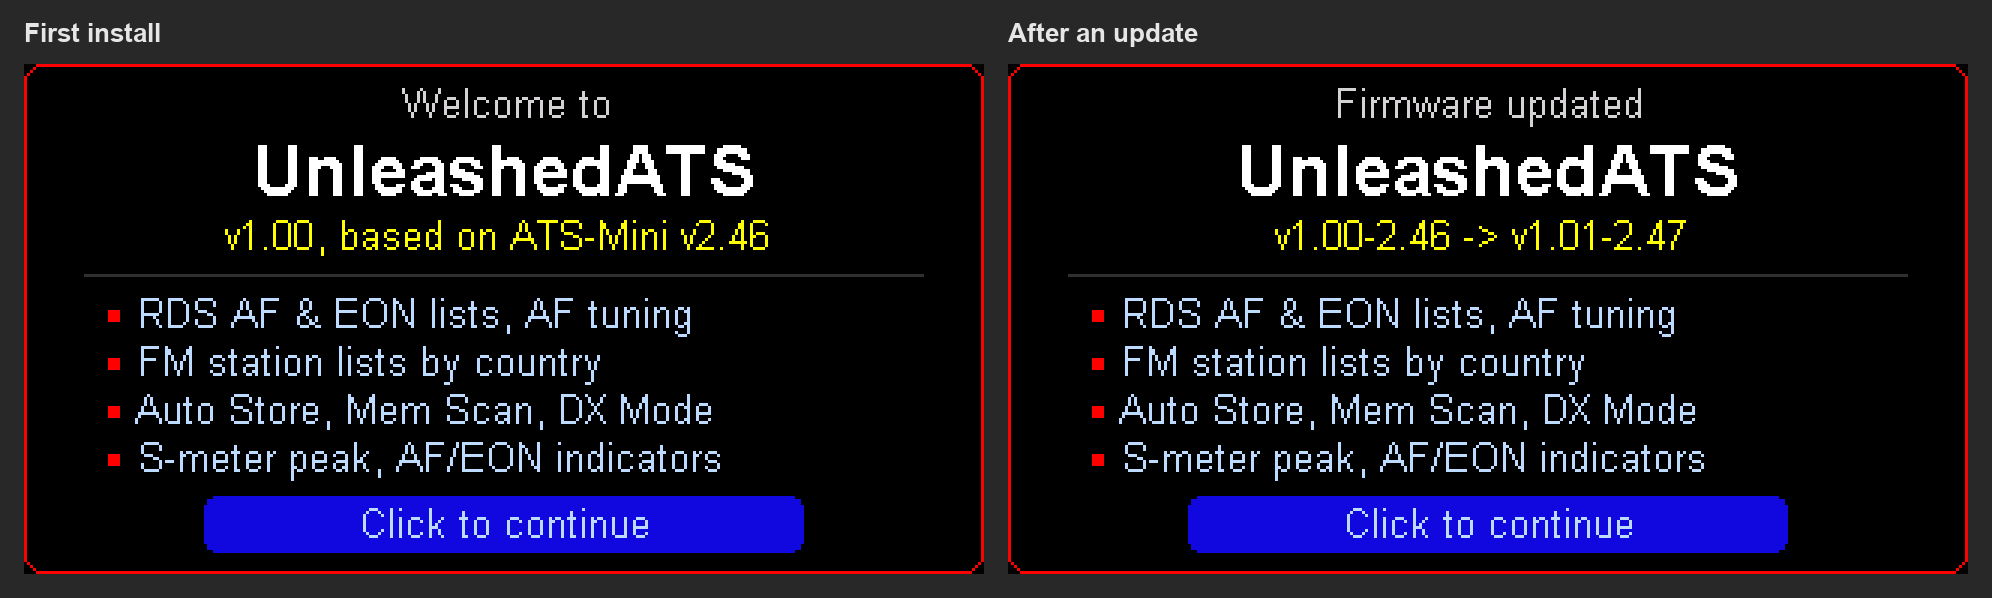 First install
Welcome to
UnleashedATS
v1.00, based on ATS-Mini v2.46
RDS AF & EON lists, AF tuning
FM station lists by country
Auto Store, Mem Scan, DX Mode
S-meter peak, AF/EON indicators
Click to continue
After an update
Firmware updated
UnleashedATS
v1.00-2.46 -> v1.01-2.47
RDS AF & EON lists, AF tuning
FM station lists by country
Auto Store, Mem Scan, DX Mode
S-meter peak, AF/EON indicators
Click to continue